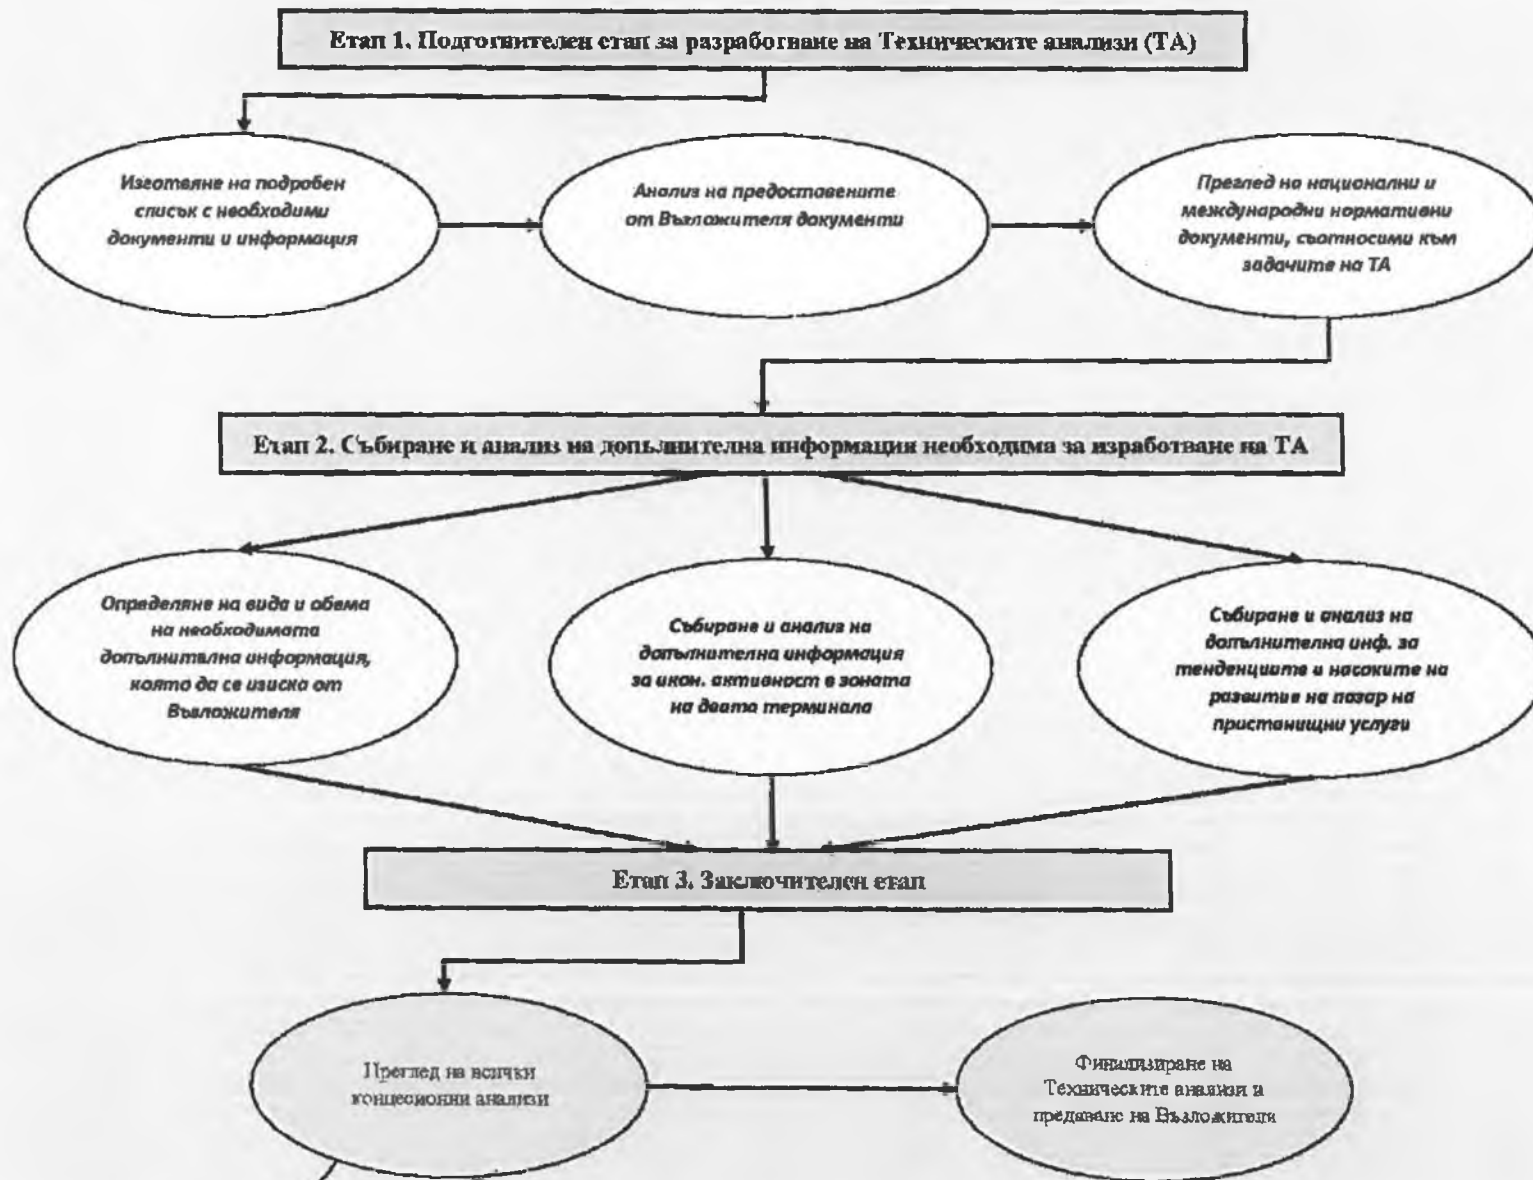 Етап 1. Подготвителен етап за разработване на Техническите анализи (ТА)
Изготвяне на подробен
списък с необходими
документи и информация
Анализ на предоставените
от Възложителя документи
Преглед на национални и
международни нормативни
документи, съотносими към
задачите на ТА
Етап 2. Събиране и анализ на допълнителна информация необходима за изработване на ТА
Определяне на вида и обема
на необходимата
допълнителна информация,
която да се изиска от
Възложителя
Събиране и анализ на
допълнителна информация
за икон. активност в зоната
на двата терминала
Събиране и анализ на
допълнителна инф. за
тенденциите и насоките на
развитие на пазар на
пристанищни услуги
Етап 3. Заключителен етап
Преглед на всички
концесионни анализи
Финализиране на
Техническите анализи и
предаване на Възложителя